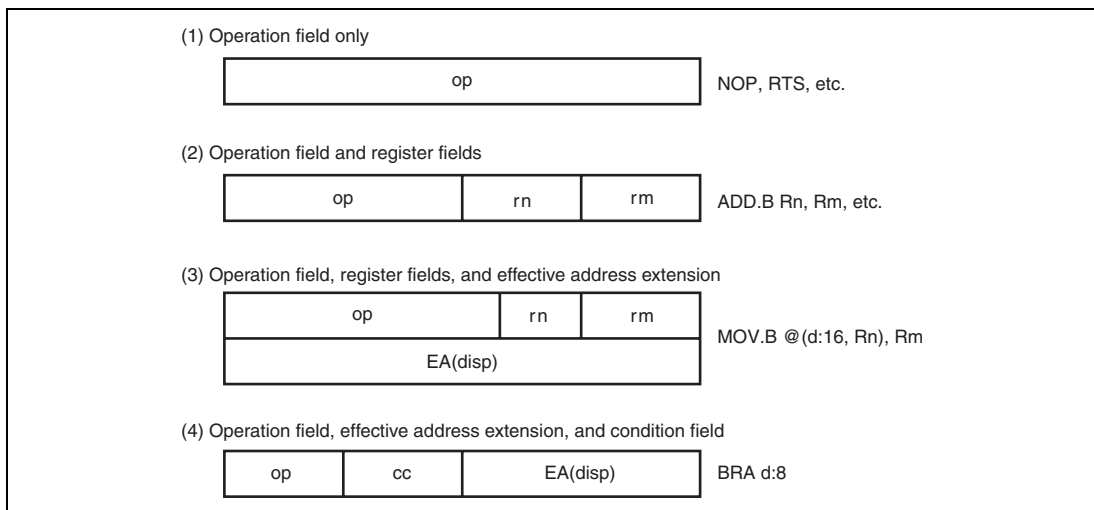 (1) Operation field only
op
NOP, RTS, etc.
(2) Operation field and register fields
op rn rm
ADD.B Rn, Rm, etc.
(3) Operation field, register fields, and effective address extension
op rn rm
EA(disp)
MOV.B @(d:16, Rn), Rm
(4) Operation field, effective address extension, and condition field
op cc EA(disp)
BRA d:8